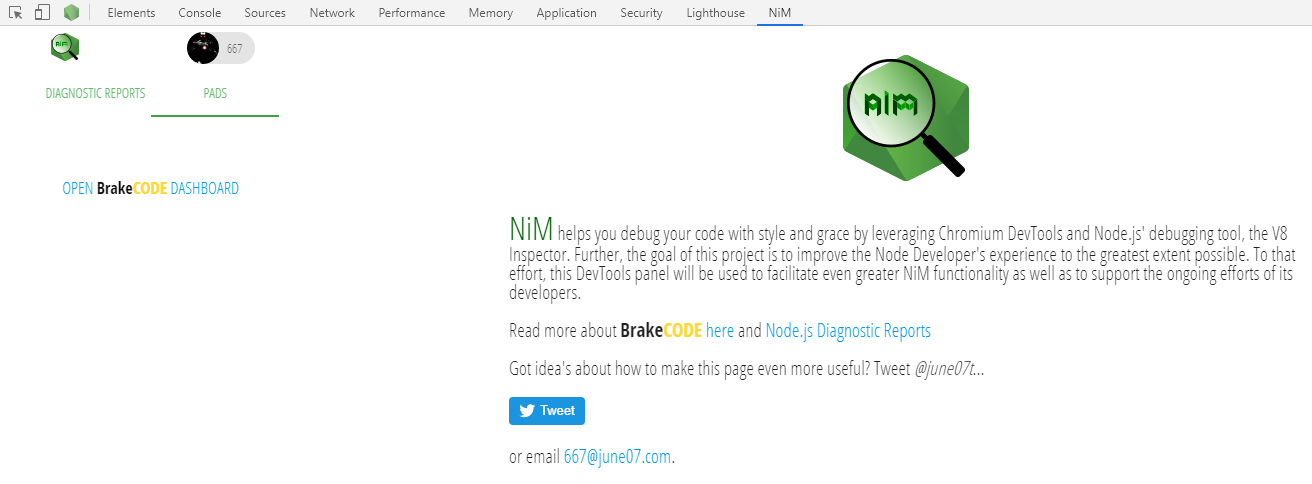 Elements Console Sources Network Performance Memory Application Security Lighthouse NiM
NiM 667
DIAGNOSTIC REPORTS PADS
OPEN BrakeCODE DASHBOARD
NiM
NiM helps you debug your code with style and grace by leveraging Chromium DevTools and Node.js' debugging tool, the V8
Inspector. Further, the goal of this project is to improve the Node Developer's experience to the greatest extent possible. To that
effort, this DevTools panel will be used to facilitate even greater NiM functionality as well as to support the ongoing efforts of its
developers.
Read more about BrakeCODE here and Node.js Diagnostic Reports
Got idea's about how to make this page even more useful? Tweet @june07t...
Tweet
or email 667@june07.com.